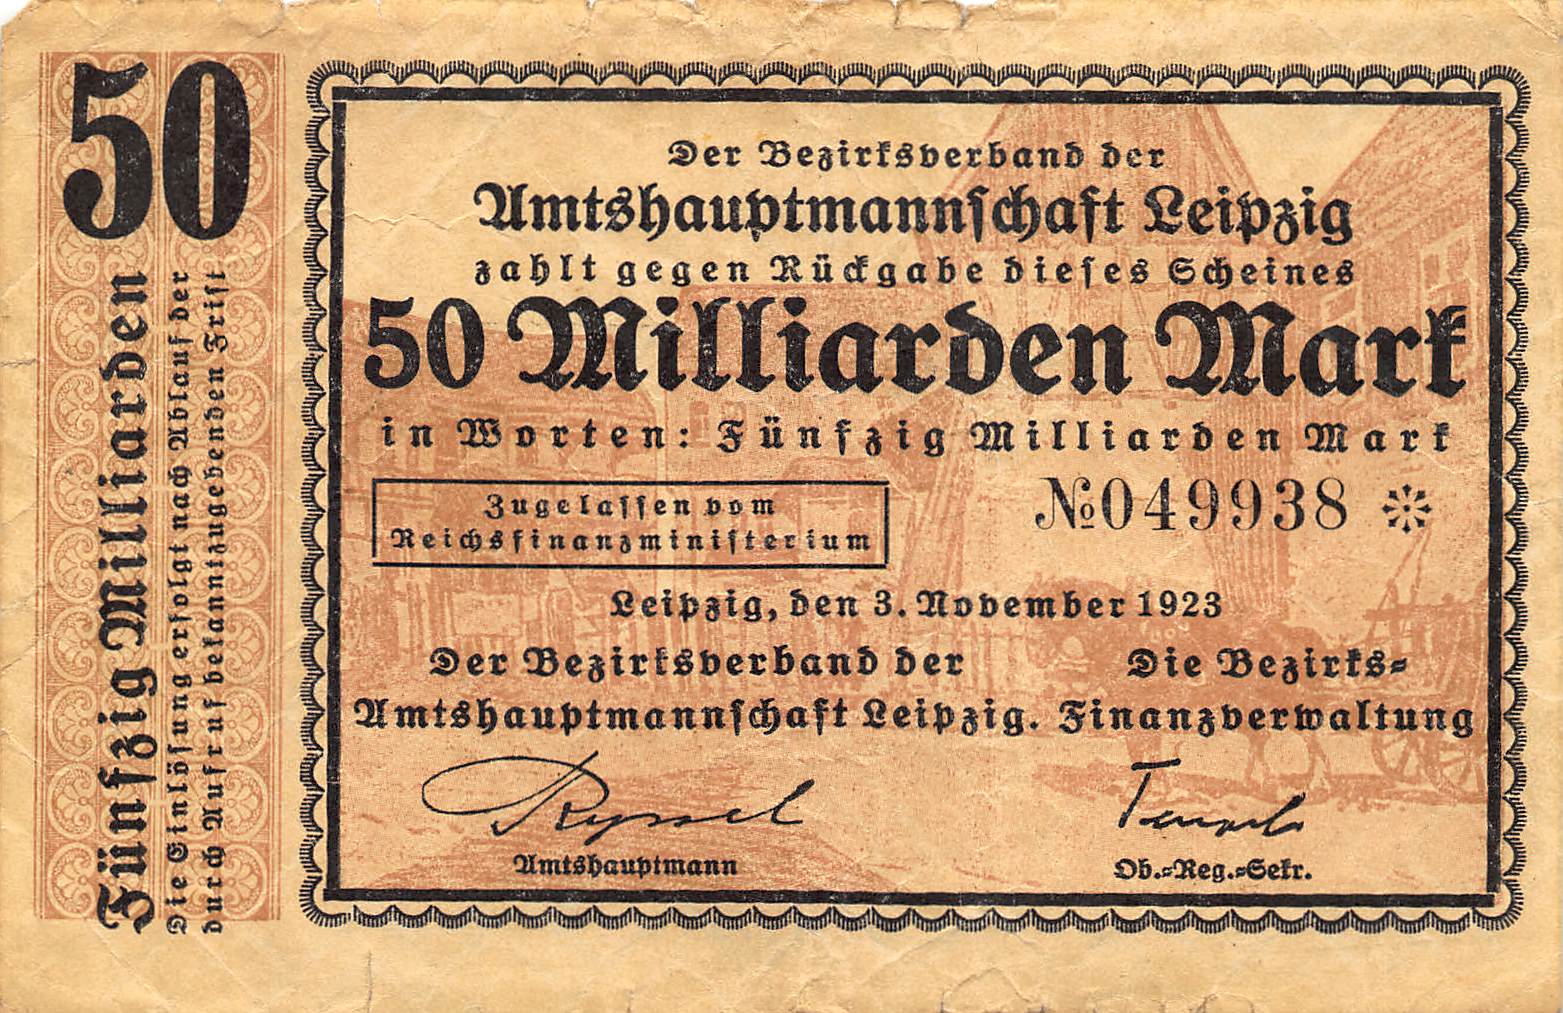 50
Fünfzig Milliarden
Die Einlösung erfolgt nach Ablauf der
durch Aufruf bekanntzugebenden Frist
Der Bezirksverband der
Amtshauptmannschaft Leipzig
zahlt gegen Rückgabe dieses Scheines
50 Milliarden Mark
in Worten: Fünfzig Milliarden Mark
Zugelassen vom
Reichsfinanzministerium
№049938
Leipzig, den 3. November 1923
Der Bezirksverband der
Amtshauptmannschaft Leipzig.
Die Bezirks-
Finanzverwaltung
Amtshauptmann
Ob.-Reg.-Sekr.